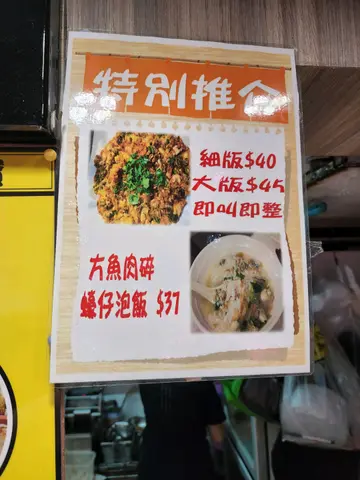 特別推介
細版$40
大版$45
即叫即整
方魚肉碎
蠔仔泡飯 $37